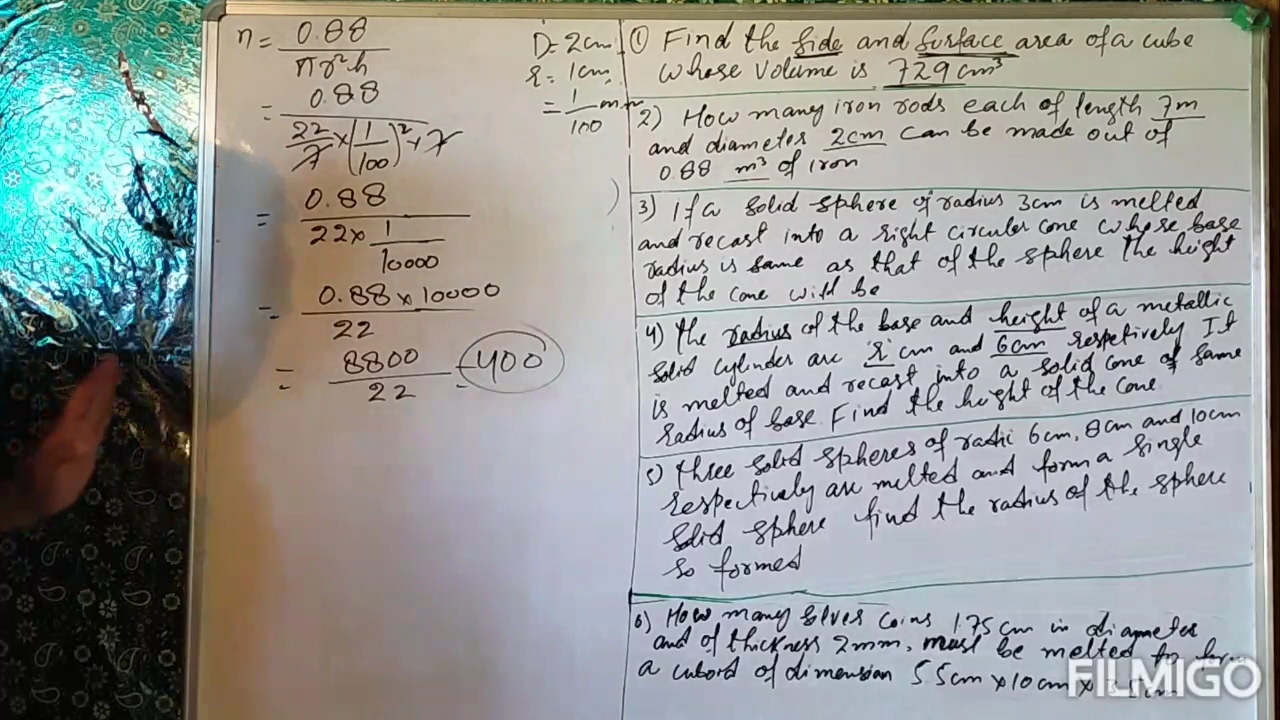 n = 0.88
πr²h
= 0.88
22/7 × (1/100)² × 7
= 0.88
22 × 1/10000
= 0.88 × 10000
22
= 8800 = 400
22
D = 2cm
r = 1cm
= 1/100 m
① Find the Side and Surface area of a cube
whose Volume is 729 cm³
2) How many iron rods each of length 7m
and diameter 2cm can be made out of
0.88 m³ of iron
3) If a Solid Sphere of radius 3cm is melted
and recast into a right circular cone whose base
radius is same as that of the sphere the height
of the Cone will be
4) the radius of the base and height of a metallic
Solid Cylinder are r cm and 6cm respetively It
is melted and recast into a solid Cone of same
radius of base Find the height of the Cone
5) three Solid Spheres of radii 6cm, 8cm and 10cm
respectively are melted and form a Single
Solid Sphere find the radius of the Sphere
So formed
6) How many Silver Coins 1.75 cm in diameter
and of thickness 2mm, must be melted to form
a cuboid of dimension 5.5cm × 10cm × 3.5cm
FILMIGO